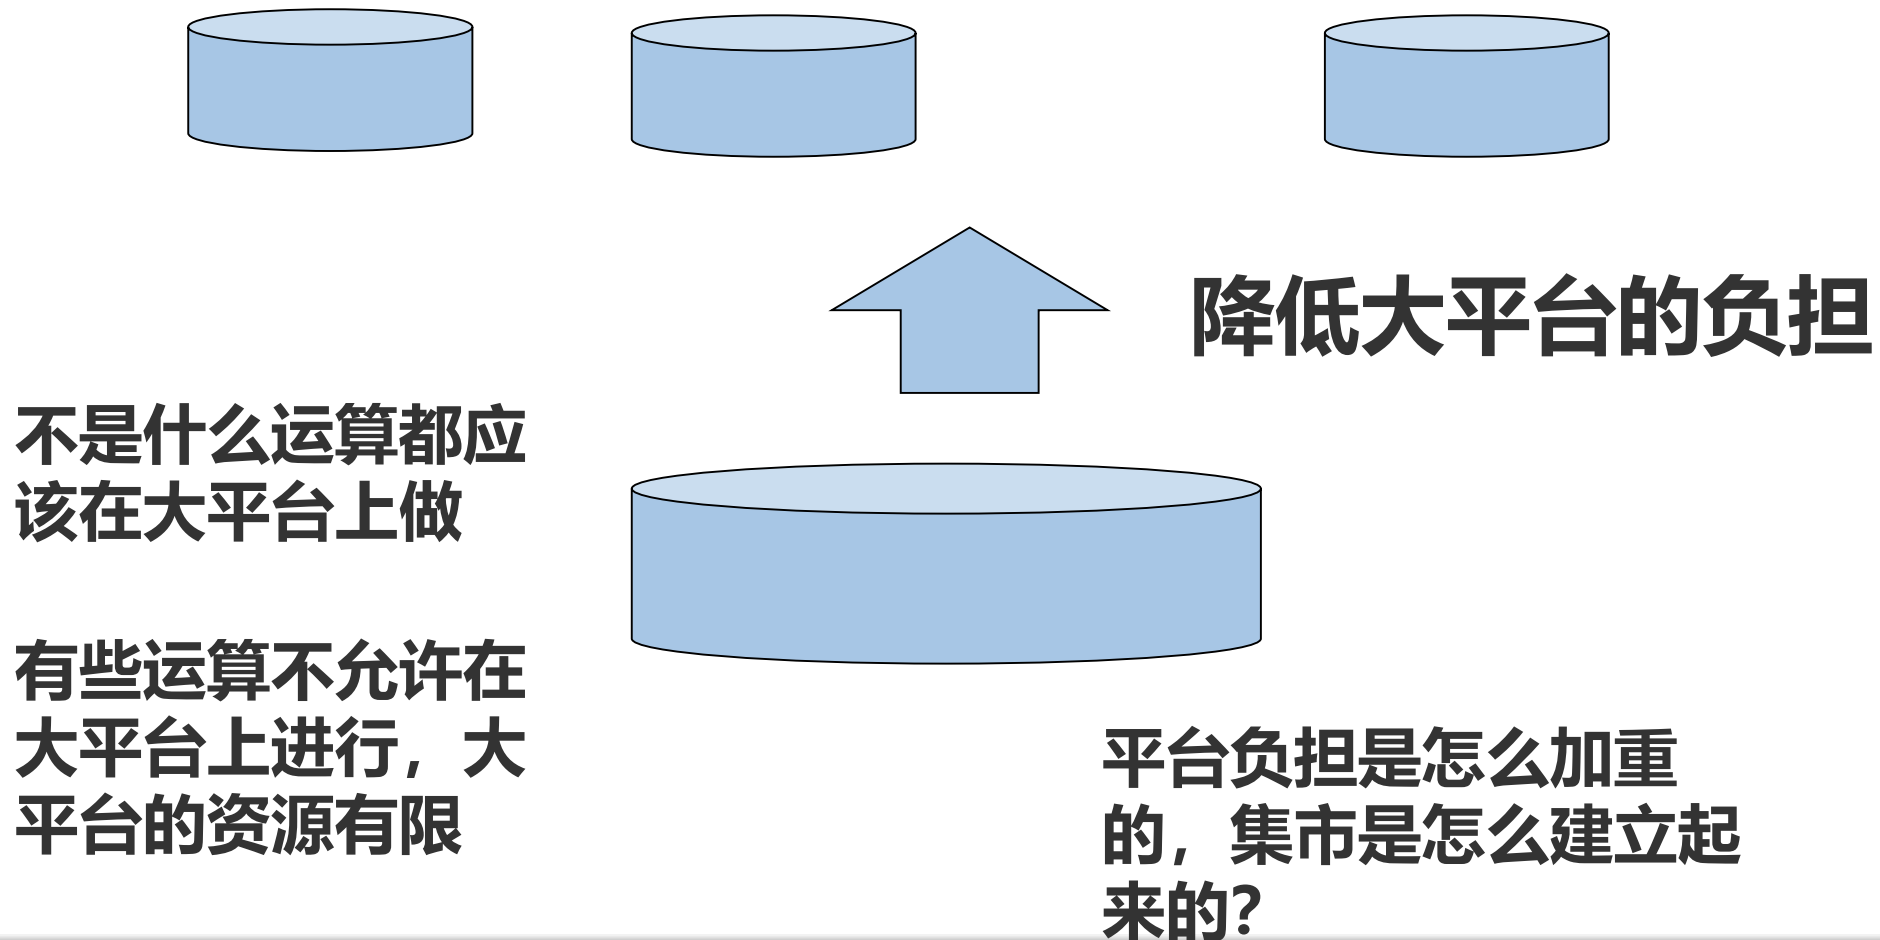 降低大平台的负担
不是什么运算都应
该在大平台上做
有些运算不允许在
大平台上进行，大
平台的资源有限
平台负担是怎么加重
的，集市是怎么建立起
来的？